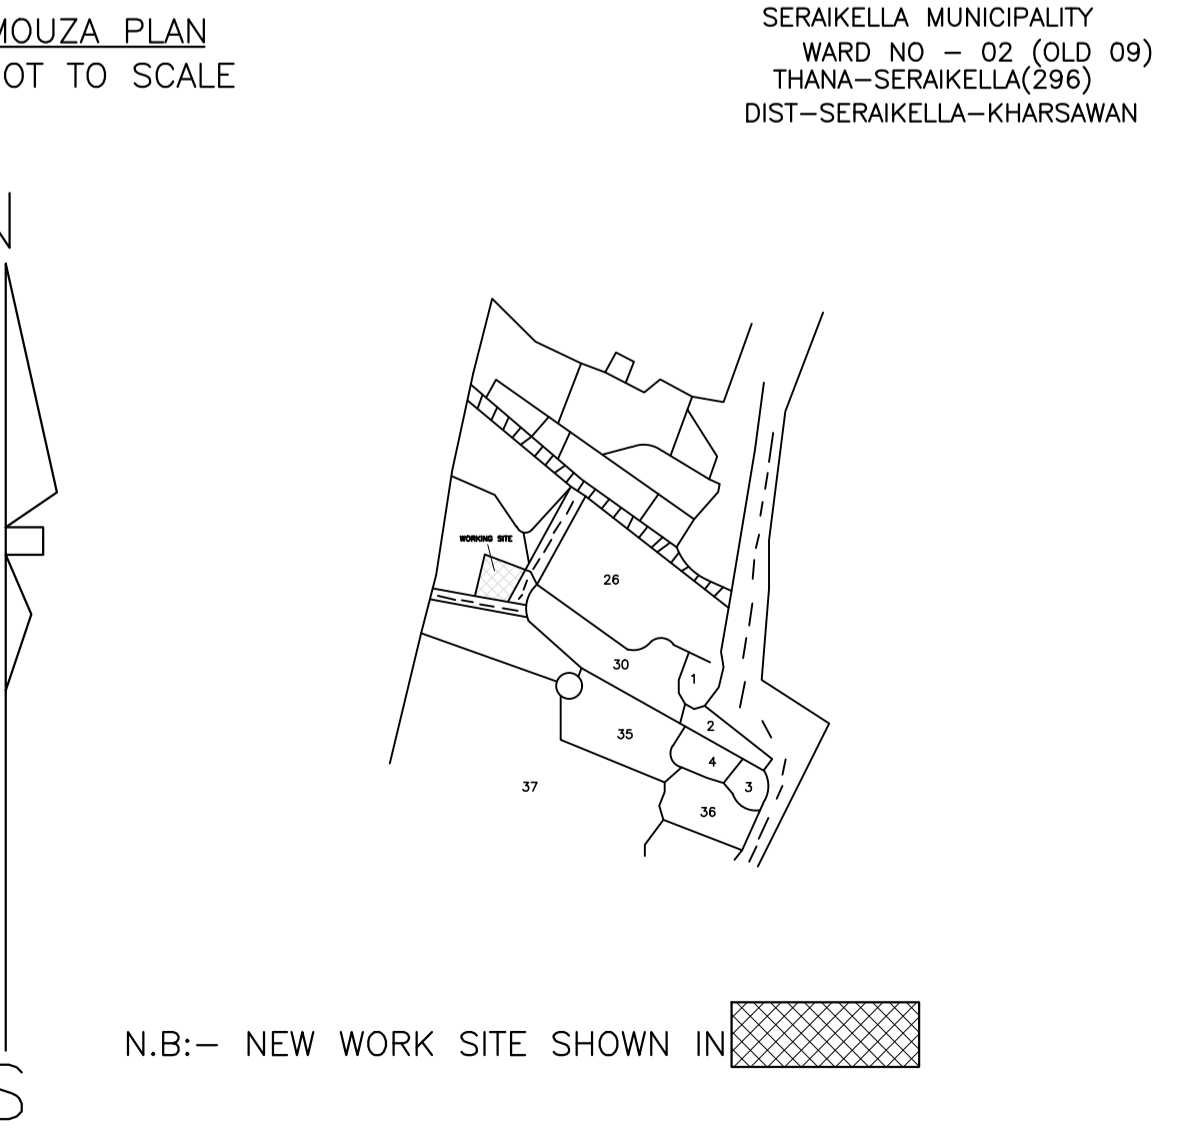 MOUZA PLAN
OT TO SCALE
SERAIKELLA MUNICIPALITY
WARD NO - 02 (OLD 09)
THANA-SERAIKELLA(296)
DIST-SERAIKELLA-KHARSAWAN
N
WORKING SITE
26
30
1
2
35
4
3
37
36
N.B:- NEW WORK SITE SHOWN IN
S